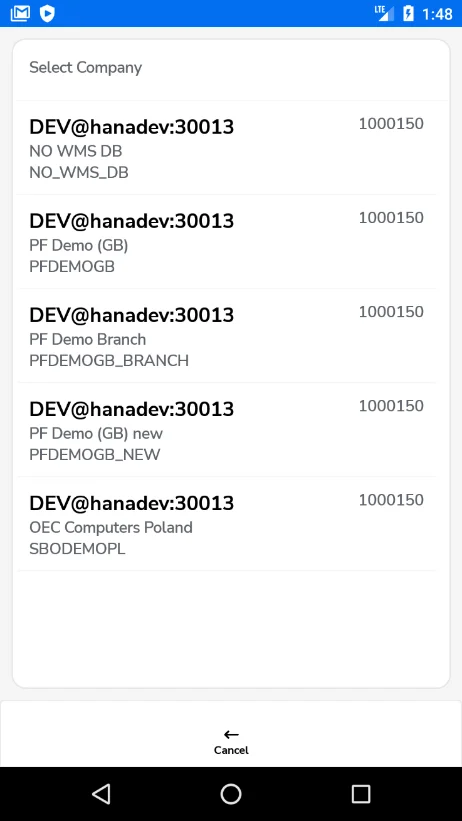 LTE
1:48
Select Company
DEV@hanadev:30013 1000150
NO WMS DB
NO_WMS_DB
DEV@hanadev:30013 1000150
PF Demo (GB)
PFDEMOGB
DEV@hanadev:30013 1000150
PF Demo Branch
PFDEMOGB_BRANCH
DEV@hanadev:30013 1000150
PF Demo (GB) new
PFDEMOGB_NEW
DEV@hanadev:30013 1000150
OEC Computers Poland
SBODEMOPL
Cancel